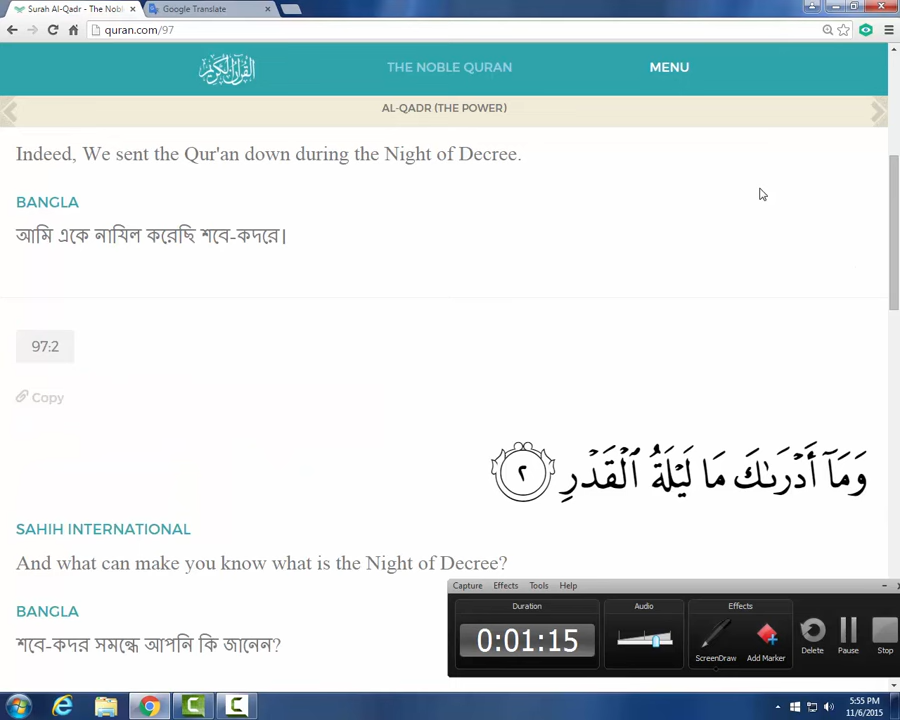 Surah Al-Qadr - The Nobl
Google Translate
quran.com/97
القرآن الكريم
THE NOBLE QURAN
MENU
AL-QADR (THE POWER)
Indeed, We sent the Qur'an down during the Night of Decree.
BANGLA
আমি একে নাযিল করেছি শবে-কদরে।
97:2
Copy
وَمَآ أَدْرَىٰكَ مَا لَيْلَةُ ٱلْقَدْرِ ٢
SAHIH INTERNATIONAL
And what can make you know what is the Night of Decree?
BANGLA
শবে-কদর সমন্ধে আপনি কি জানেন?
Capture Effects Tools Help
Duration
Audio
Effects
0:01:15
ScreenDraw
Add Marker
Delete
Pause
Stop
5:55 PM
11/6/2015